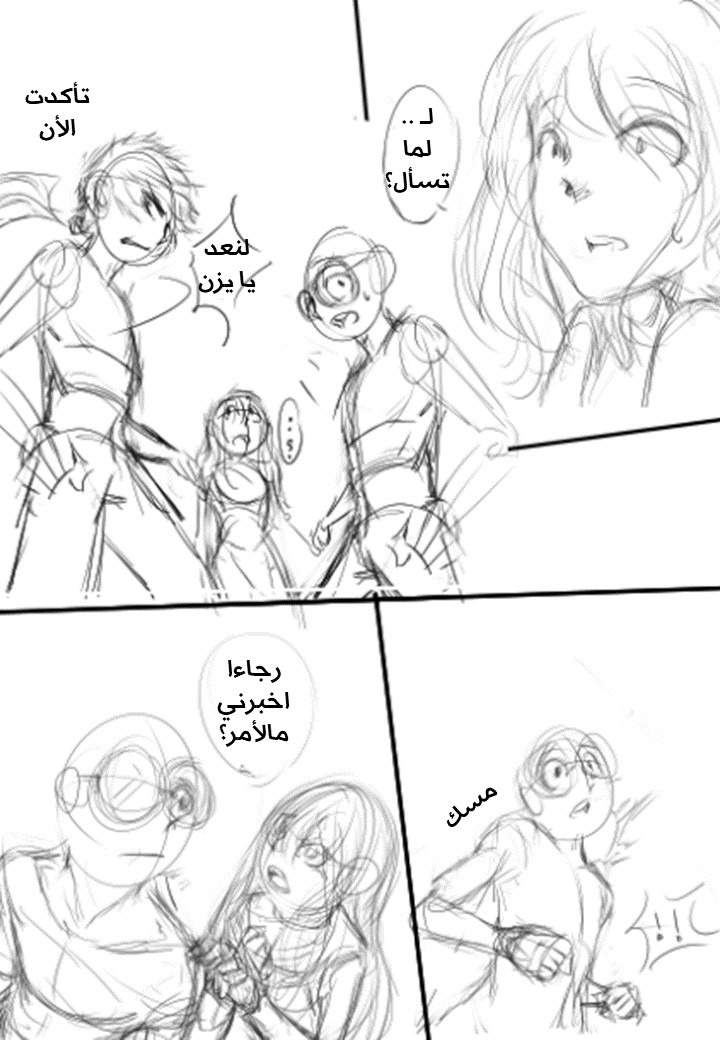 لـ ..
لما
تسأل؟
تأكدت
الأن
لنعد
يا يزن
..؟
!!
مسك
رجاءا
اخبرني
مالأمر؟